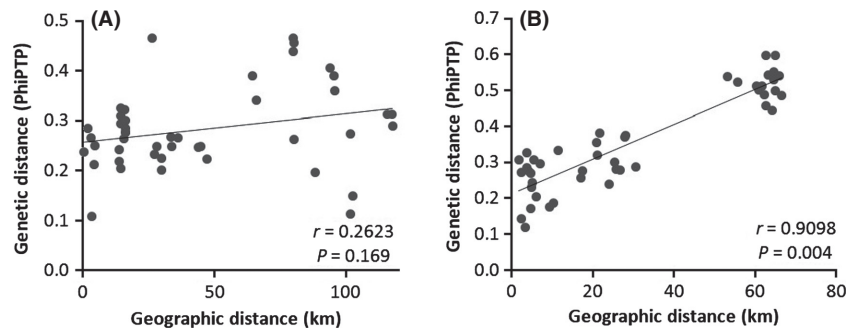 (A)
Genetic distance (PhiPTP)
0.5
0.4
0.3
0.2
0.1
0.0
0
50
100
Geographic distance (km)
r = 0.2623
P = 0.169
(B)
Genetic distance (PhiPTP)
0.7
0.6
0.5
0.4
0.3
0.2
0.1
0.0
0
20
40
60
80
Geographic distance (km)
r = 0.9098
P = 0.004